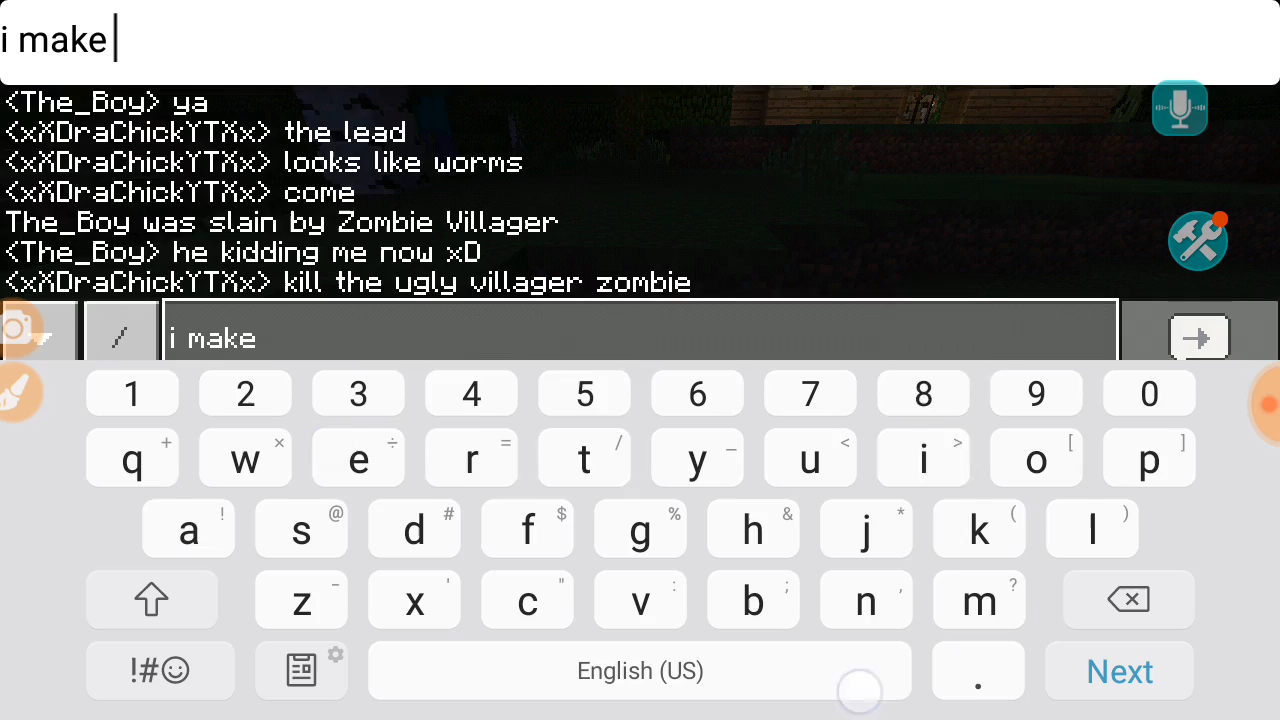 i make
<The_Boy> ya
<xXDraChickYTXx> the lead
<xXDraChickYTXx> looks like worms
<xXDraChickYTXx> come
The_Boy was slain by Zombie Villager
<The_Boy> he kidding me now xD
<xXDraChickYTXx> kill the ugly villager zombie
/ i make
1 2 3 4 5 6 7 8 9 0
q + w × e ÷ r = t / y _ u < i > o [ p ]
a ! s @ d # f $ g % h & j * k ( l )
z - x ' c " v : b ; n , m ?
!#☺ English (US) . Next